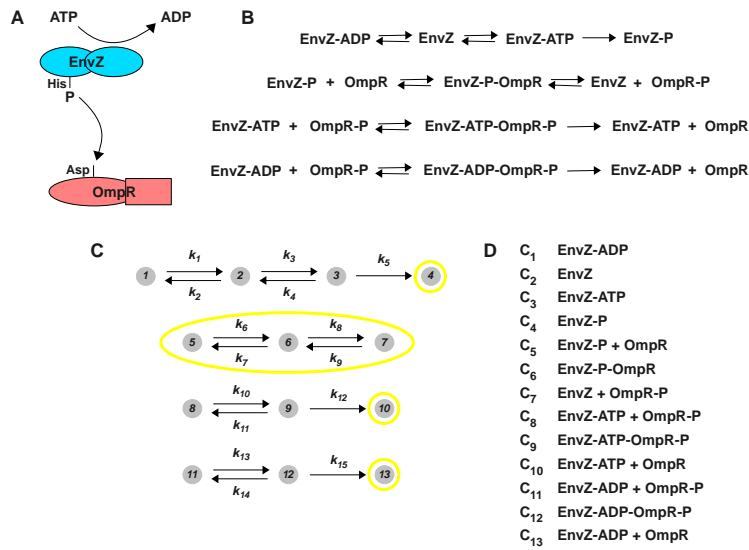 A
ATP ADP
EnvZ
His
P
Asp
OmpR
B
EnvZ-ADP EnvZ EnvZ-ATP EnvZ-P
EnvZ-P + OmpR EnvZ-P-OmpR EnvZ + OmpR-P
EnvZ-ATP + OmpR-P EnvZ-ATP-OmpR-P EnvZ-ATP + OmpR
EnvZ-ADP + OmpR-P EnvZ-ADP-OmpR-P EnvZ-ADP + OmpR
C
k1 k3 k5
1 2 3 4
k2 k4
k6 k8
5 6 7
k7 k9
k10 k12
8 9 10
k11
k13 k15
11 12 13
k14
D
C1 EnvZ-ADP
C2 EnvZ
C3 EnvZ-ATP
C4 EnvZ-P
C5 EnvZ-P + OmpR
C6 EnvZ-P-OmpR
C7 EnvZ + OmpR-P
C8 EnvZ-ATP + OmpR-P
C9 EnvZ-ATP-OmpR-P
C10 EnvZ-ATP + OmpR
C11 EnvZ-ADP + OmpR-P
C12 EnvZ-ADP-OmpR-P
C13 EnvZ-ADP + OmpR